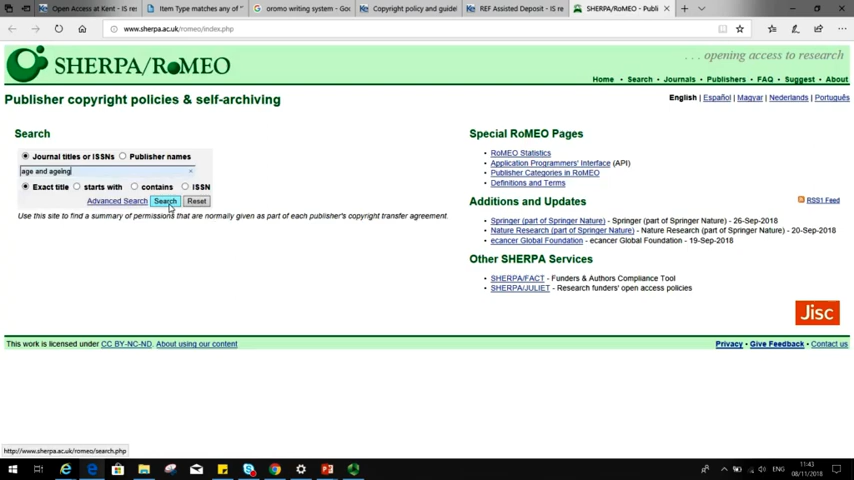 Open Access at Kent - IS re
Item Type matches any of "
oromo writing system - Goo
Copyright policy and guidel
REF Assisted Deposit - IS re
SHERPA/RoMEO - Publi
www.sherpa.ac.uk/romeo/index.php
SHERPA/RoMEO
. . . opening access to research
Home • Search • Journals • Publishers • FAQ • Suggest • About
Publisher copyright policies & self-archiving
English | Español | Magyar | Nederlands | Português
Search
Journal titles or ISSNs Publisher names
age and ageing
Exact title starts with contains ISSN
Advanced Search Search Reset
Use this site to find a summary of permissions that are normally given as part of each publisher's copyright transfer agreement.
Special RoMEO Pages
• RoMEO Statistics
• Application Programmers' Interface (API)
• Publisher Categories in RoMEO
• Definitions and Terms
Additions and Updates
RSS1 Feed
• Springer (part of Springer Nature) - Springer (part of Springer Nature) - 26-Sep-2018
• Nature Research (part of Springer Nature) - Nature Research (part of Springer Nature) - 20-Sep-2018
• ecancer Global Foundation - ecancer Global Foundation - 19-Sep-2018
Other SHERPA Services
• SHERPA/FACT - Funders & Authors Compliance Tool
• SHERPA/JULIET - Research funders' open access policies
Jisc
This work is licensed under CC BY-NC-ND. About using our content
Privacy • Give Feedback • Contact us
http://www.sherpa.ac.uk/romeo/search.php
11:43
08/11/2018